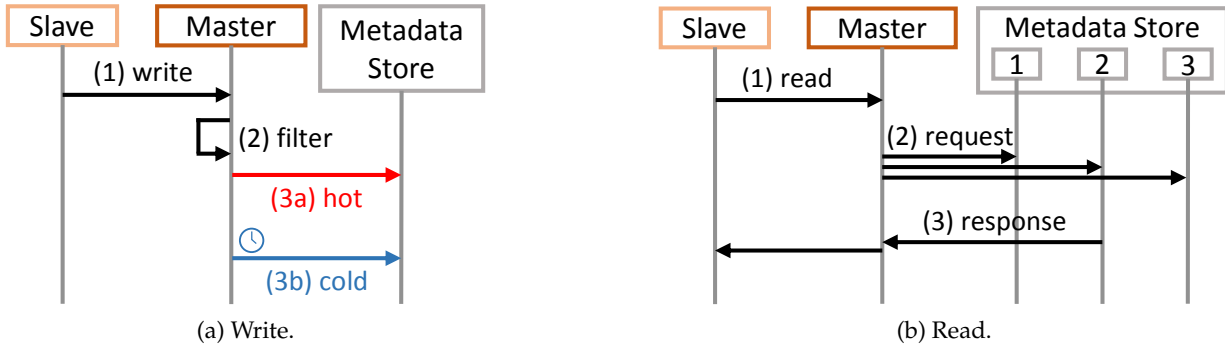 Slave
Master
Metadata
Store
(1) write
(2) filter
(3a) hot
(3b) cold
(a) Write.
Slave
Master
Metadata Store
1
2
3
(1) read
(2) request
(3) response
(b) Read.